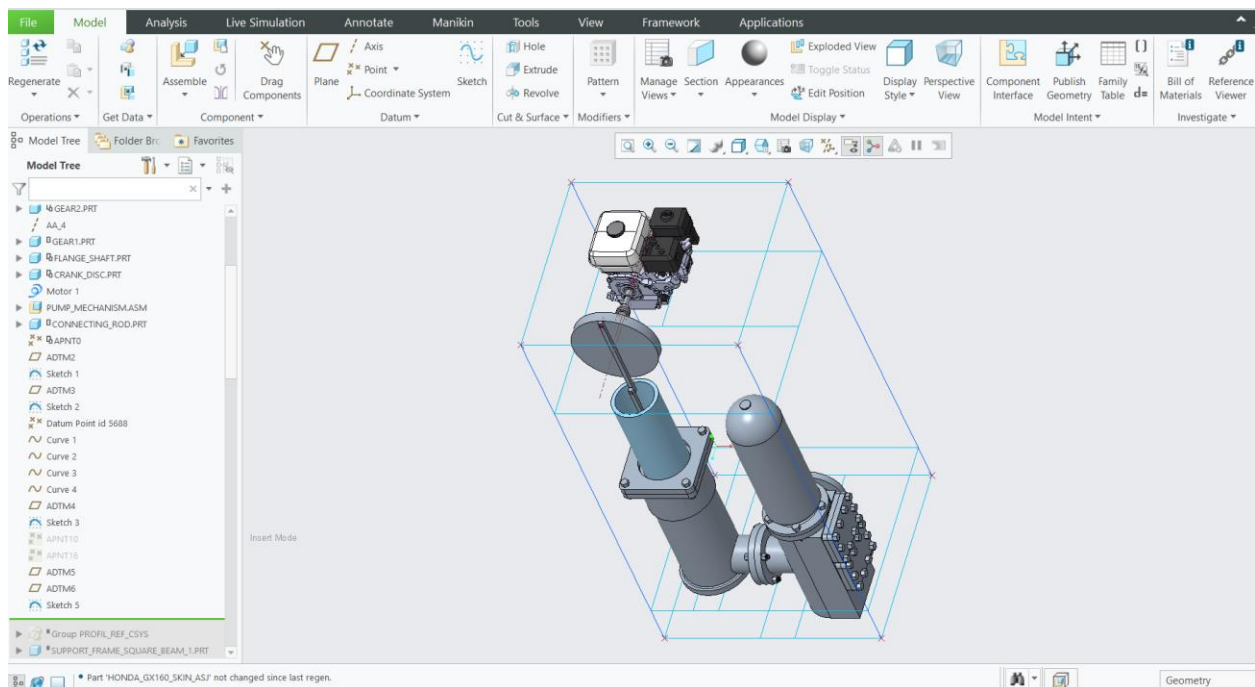 File Model Analysis Live Simulation Annotate Manikin Tools View Framework Applications
Regenerate
Operations
Get Data
Assemble
Drag Components
Component
Plane
Axis
Point
Coordinate System
Sketch
Datum
Hole
Extrude
Revolve
Cut & Surface
Pattern
Modifiers
Manage Views
Section
Appearances
Exploded View
Toggle Status
Edit Position
Display Style
Perspective View
Model Display
Component Interface
Publish Geometry
Family Table
d=
Model Intent
Bill of Materials
Reference Viewer
Investigate
Model Tree Folder Bro Favorites
Model Tree
GEAR2.PRT
AA_4
GEAR1.PRT
FLANGE_SHAFT.PRT
CRANK_DISC.PRT
Motor 1
PUMP_MECHANISM.ASM
CONNECTING_ROD.PRT
APNT0
ADTM2
Sketch 1
ADTM3
Sketch 2
Datum Point id 5688
Curve 1
Curve 2
Curve 3
Curve 4
ADTM4
Sketch 3
APNT10
APNT16
ADTM5
ADTM6
Sketch 5
Group PROFIL_REF_CSYS
SUPPORT_FRAME_SQUARE_BEAM_1.PRT
Insert Mode
• Part 'HONDA_GX160_SKIN_ASJ' not changed since last regen.
Geometry